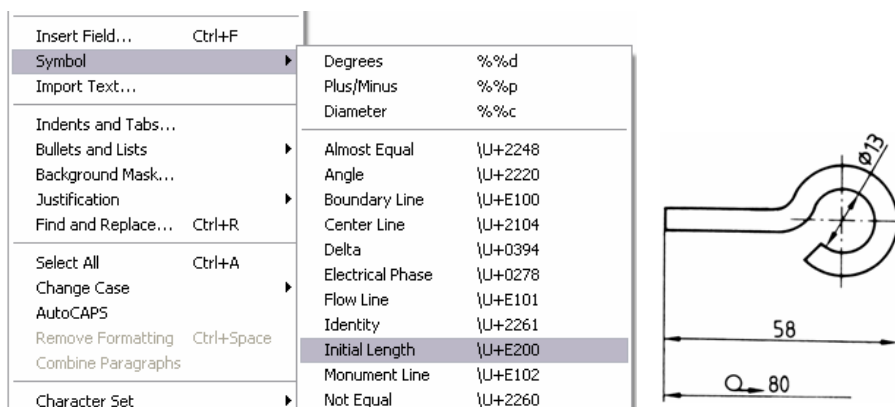 Insert Field... Ctrl+F
Symbol
Import Text...
Indents and Tabs...
Bullets and Lists
Background Mask...
Justification
Find and Replace... Ctrl+R
Select All Ctrl+A
Change Case
AutoCAPS
Remove Formatting Ctrl+Space
Combine Paragraphs
Character Set
Degrees %%d
Plus/Minus %%p
Diameter %%c
Almost Equal \U+2248
Angle \U+2220
Boundary Line \U+E100
Center Line \U+2104
Delta \U+0394
Electrical Phase \U+0278
Flow Line \U+E101
Identity \U+2261
Initial Length \U+E200
Monument Line \U+E102
Not Equal \U+2260
ϕ13
58
80